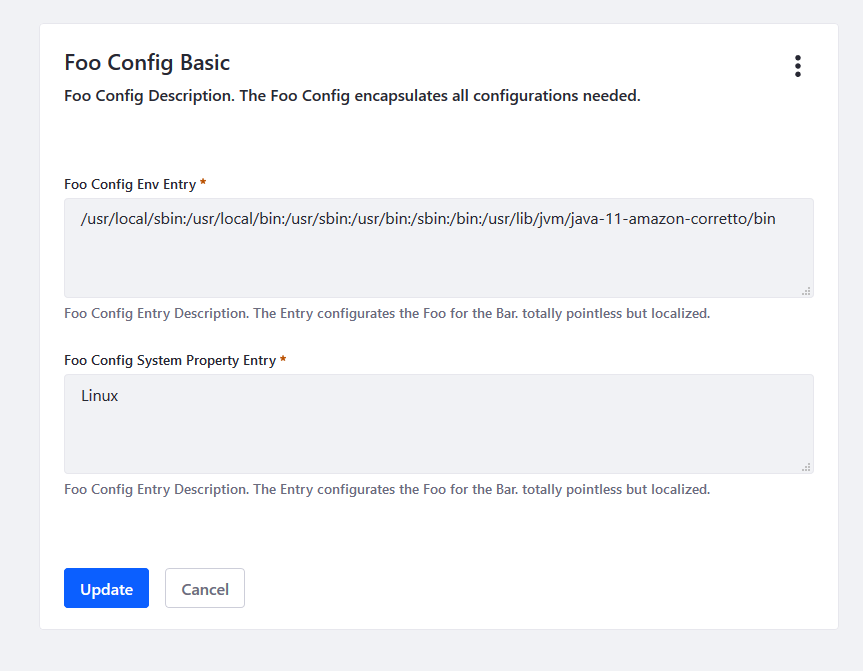 Foo Config Basic
Foo Config Description. The Foo Config encapsulates all configurations needed.
Foo Config Env Entry *
/usr/local/sbin:/usr/local/bin:/usr/sbin:/usr/bin:/sbin:/bin:/usr/lib/jvm/java-11-amazon-corretto/bin
Foo Config Entry Description. The Entry configurates the Foo for the Bar. totally pointless but localized.
Foo Config System Property Entry *
Linux
Foo Config Entry Description. The Entry configurates the Foo for the Bar. totally pointless but localized.
Update Cancel